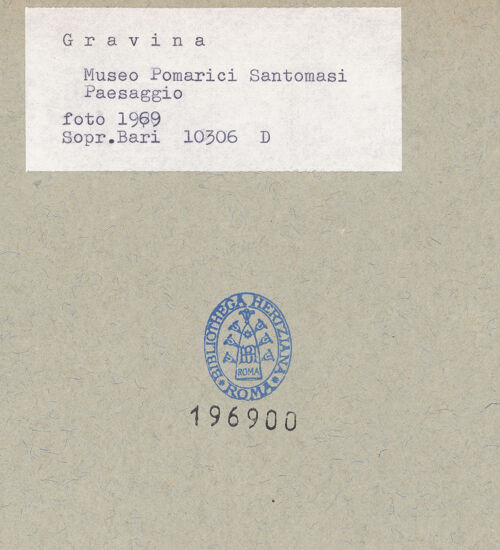 Gravina
Museo Pomarici Santomasi
Paesaggio
foto 1969
Sopr.Bari 10306 D
BIBLIOTHECA HERTZIANA
ROMA
ROMA
196900